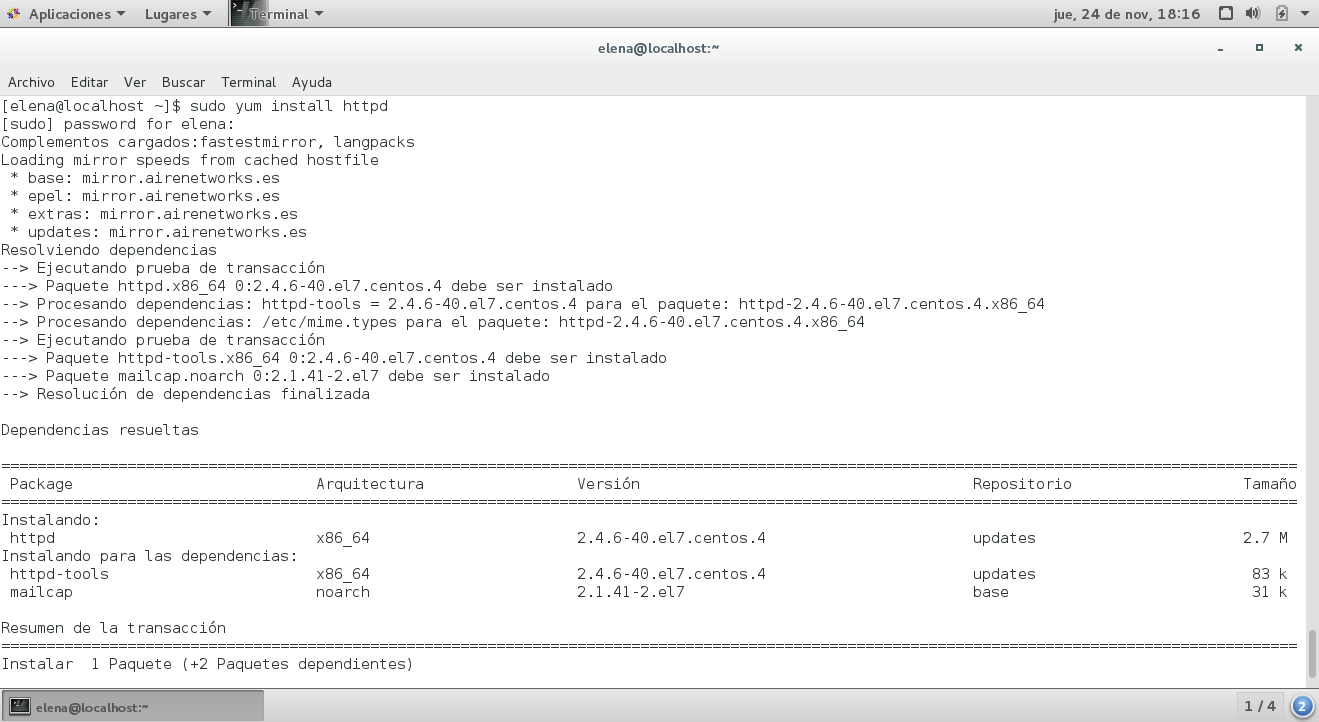 Aplicaciones Lugares Terminal jue, 24 de nov, 18:16
elena@localhost:~
Archivo Editar Ver Buscar Terminal Ayuda
[elena@localhost ~]$ sudo yum install httpd
[sudo] password for elena:
Complementos cargados:fastestmirror, langpacks
Loading mirror speeds from cached hostfile
 * base: mirror.airenetworks.es
 * epel: mirror.airenetworks.es
 * extras: mirror.airenetworks.es
 * updates: mirror.airenetworks.es
Resolviendo dependencias
--> Ejecutando prueba de transacción
---> Paquete httpd.x86_64 0:2.4.6-40.el7.centos.4 debe ser instalado
--> Procesando dependencias: httpd-tools = 2.4.6-40.el7.centos.4 para el paquete: httpd-2.4.6-40.el7.centos.4.x86_64
--> Procesando dependencias: /etc/mime.types para el paquete: httpd-2.4.6-40.el7.centos.4.x86_64
--> Ejecutando prueba de transacción
---> Paquete httpd-tools.x86_64 0:2.4.6-40.el7.centos.4 debe ser instalado
---> Paquete mailcap.noarch 0:2.1.41-2.el7 debe ser instalado
--> Resolución de dependencias finalizada
Dependencias resueltas
================================================================================================================================================
Package Arquitectura Versión Repositorio Tamaño
================================================================================================================================================
Instalando:
httpd x86_64 2.4.6-40.el7.centos.4 updates 2.7 M
Instalando para las dependencias:
httpd-tools x86_64 2.4.6-40.el7.centos.4 updates 83 k
mailcap noarch 2.1.41-2.el7 base 31 k
Resumen de la transacción
================================================================================================================================================
Instalar  1 Paquete (+2 Paquetes dependientes)
elena@localhost:~ 1 / 4 2